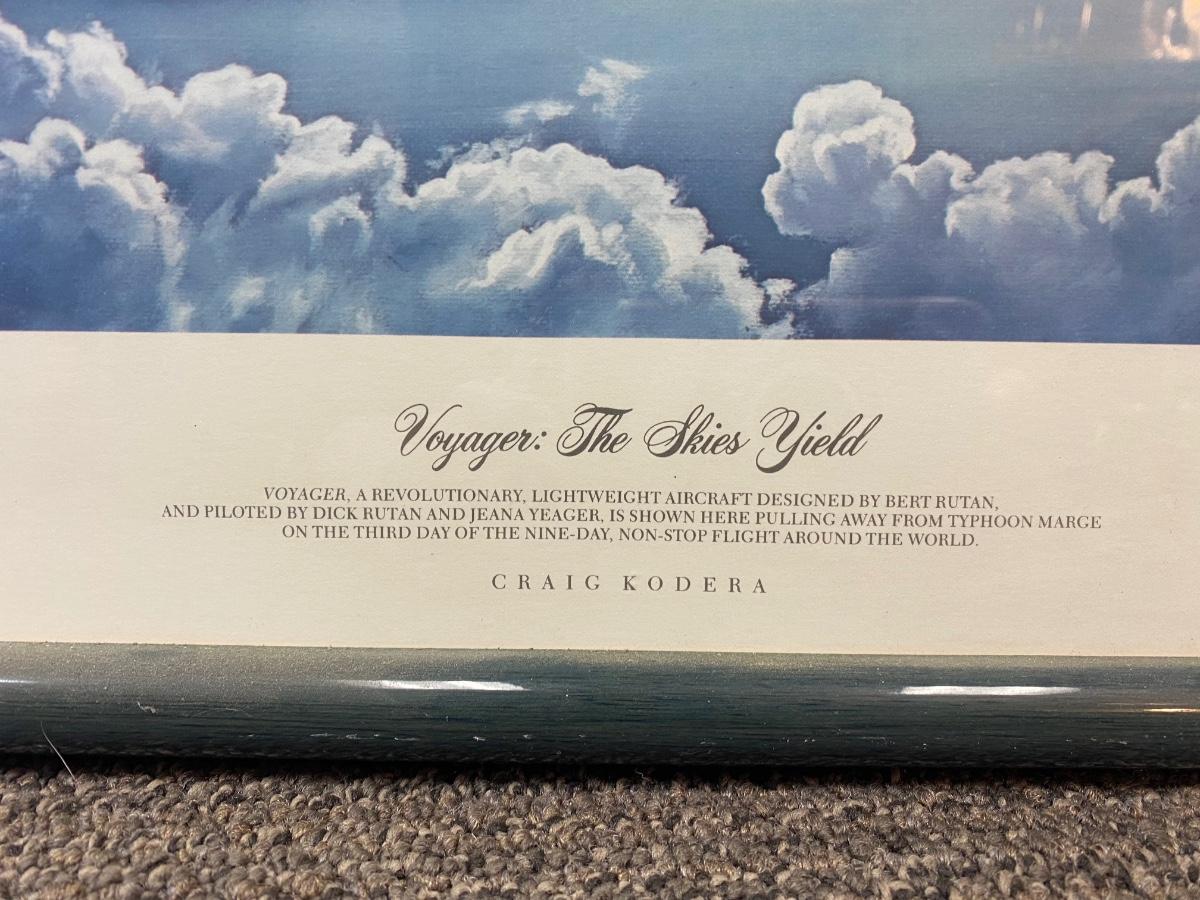 Voyager: The Skies Yield
VOYAGER, A REVOLUTIONARY, LIGHTWEIGHT AIRCRAFT DESIGNED BY BERT RUTAN,
AND PILOTED BY DICK RUTAN AND JEANA YEAGER, IS SHOWN HERE PULLING AWAY FROM TYPHOON MARGE
ON THE THIRD DAY OF THE NINE-DAY, NON-STOP FLIGHT AROUND THE WORLD.
CRAIG KODERA